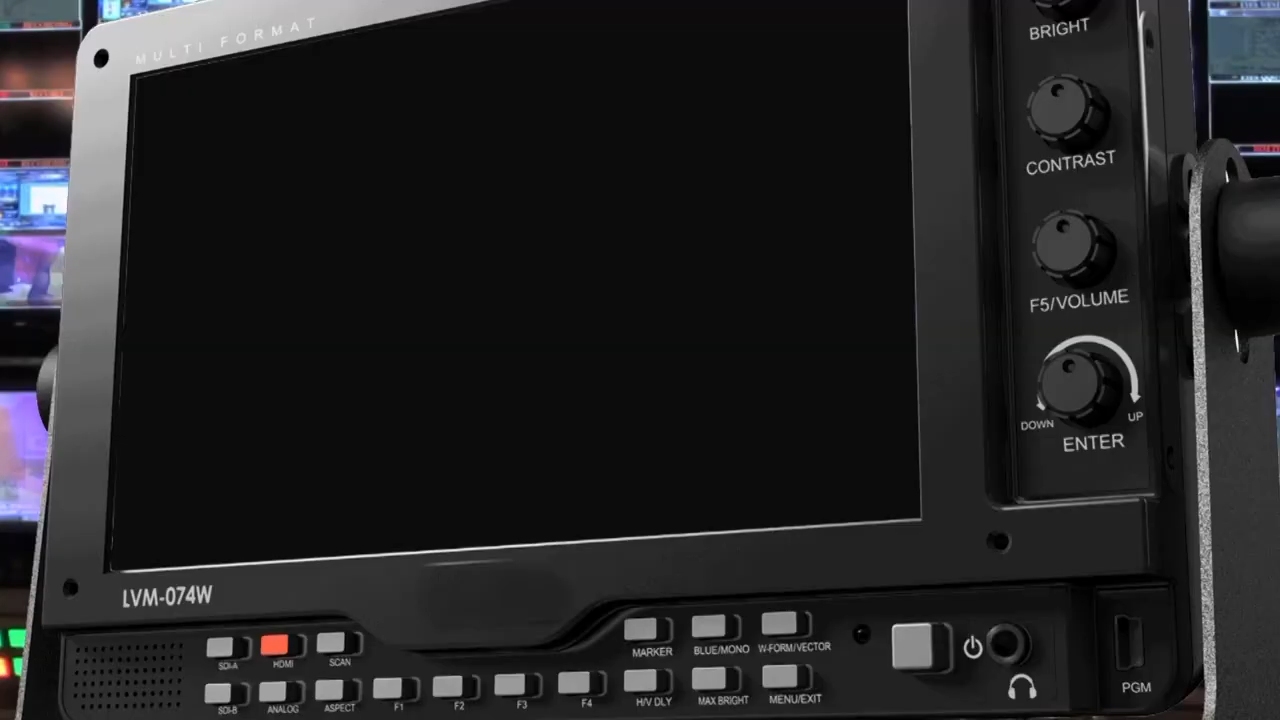 MULTI FORMAT
BRIGHT
CONTRAST
F5/VOLUME
DOWN
UP
ENTER
LVM-074W
SDI-A
HDMI
SCAN
MARKER
BLUE/MONO
W-FORM/VECTOR
SDI-B
ANALOG
ASPECT
F1
F2
F3
F4
H/V DLY
MAX BRIGHT
MENU/EXIT
PGM